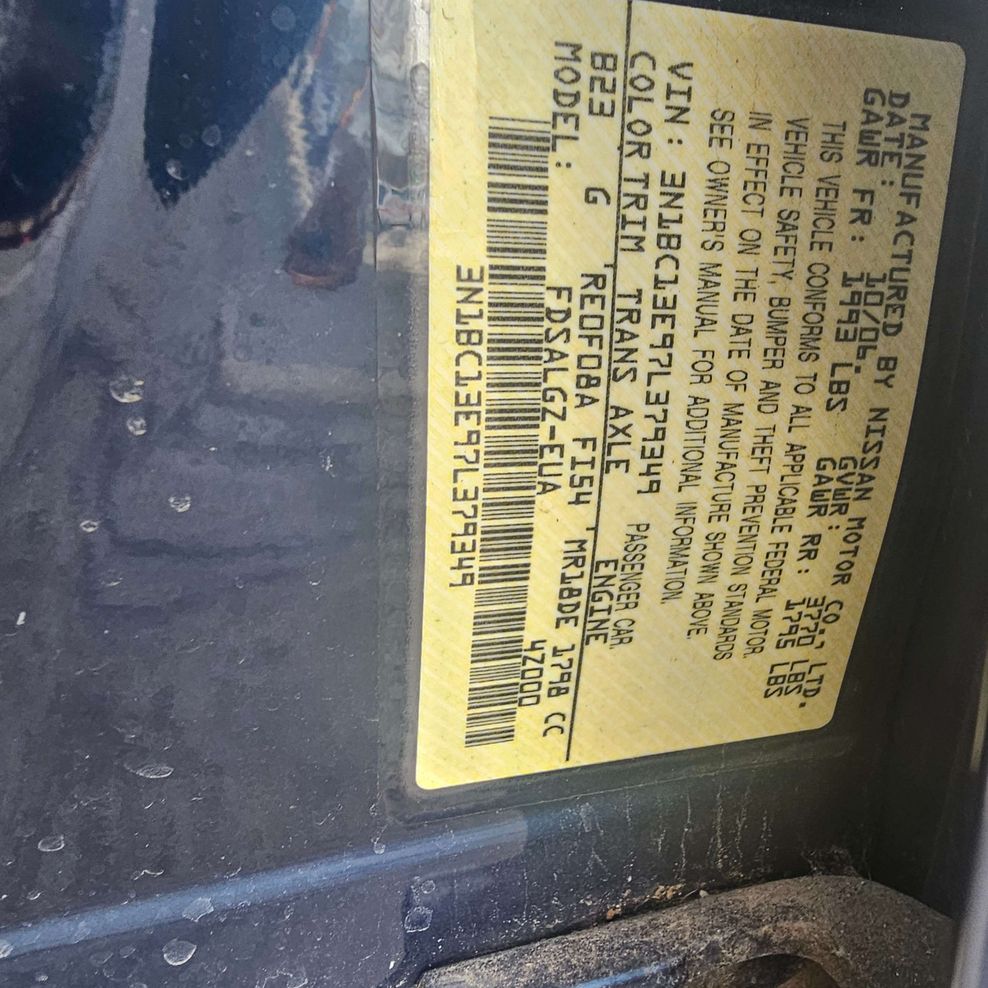 MANUFACTURED BY NISSAN MOTOR CO., LTD.
DATE: 10/06. GVWR: 3770 LBS.
GAWR FR: 1993 LBS GAWR RR: 1795 LBS
THIS VEHICLE CONFORMS TO ALL APPLICABLE FEDERAL MOTOR
VEHICLE SAFETY, BUMPER AND THEFT PREVENTION STANDARDS
IN EFFECT ON THE DATE OF MANUFACTURE SHOWN ABOVE.
SEE OWNER'S MANUAL FOR ADDITIONAL INFORMATION.
VIN: 3N1BC13E97L379349 PASSENGER CAR.
COLOR TRIM TRANS AXLE ENGINE
B23 G 'RE0F08A FI54 'MR18DE 1798 CC
MODEL: FDSALGZ-EUA 4Z000
3N1BC13E97L379349